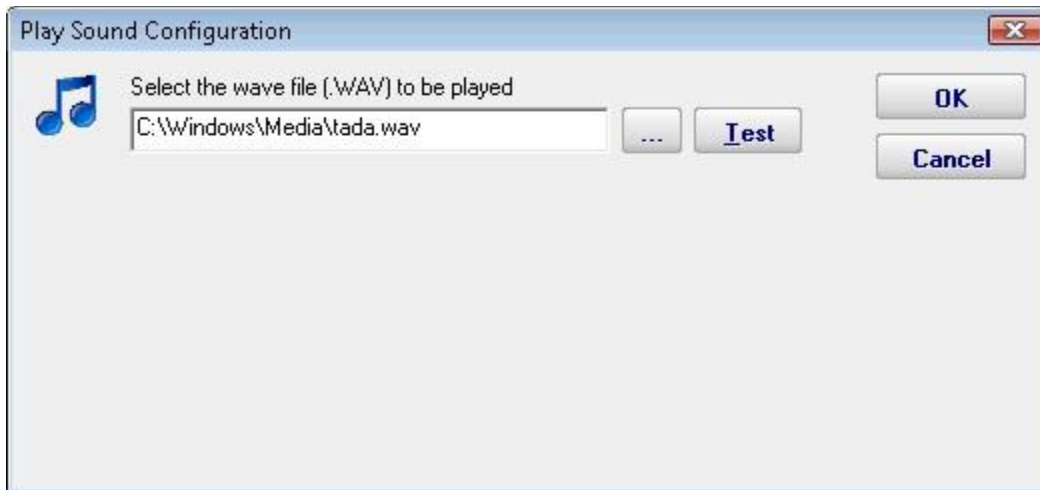 Play Sound Configuration
Select the wave file (.WAV) to be played
C:\Windows\Media\tada.wav
...
Test
OK
Cancel